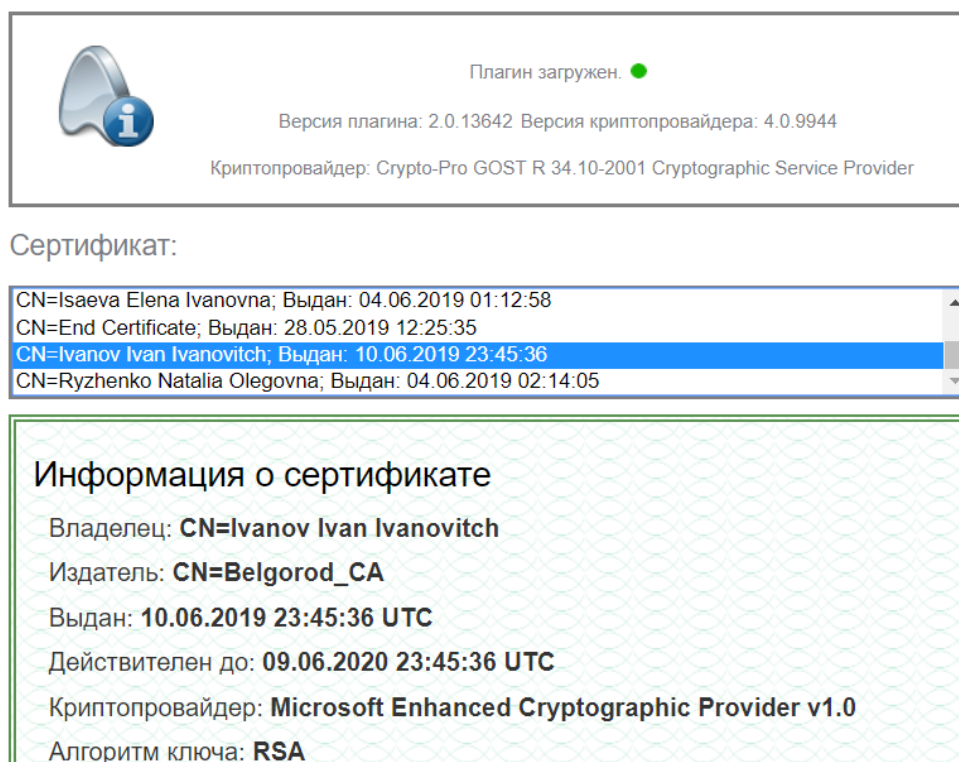 Плагин загружен.
Версия плагина: 2.0.13642 Версия криптопровайдера: 4.0.9944
Криптопровайдер: Crypto-Pro GOST R 34.10-2001 Cryptographic Service Provider
Сертификат:
CN=Isaeva Elena Ivanovna; Выдан: 04.06.2019 01:12:58
CN=End Certificate; Выдан: 28.05.2019 12:25:35
CN=Ivanov Ivan Ivanovitch; Выдан: 10.06.2019 23:45:36
CN=Ryzhenko Natalia Olegovna; Выдан: 04.06.2019 02:14:05
Информация о сертификате
Владелец: CN=Ivanov Ivan Ivanovitch
Издатель: CN=Belgorod_CA
Выдан: 10.06.2019 23:45:36 UTC
Действителен до: 09.06.2020 23:45:36 UTC
Криптопровайдер: Microsoft Enhanced Cryptographic Provider v1.0
Алгоритм ключа: RSA